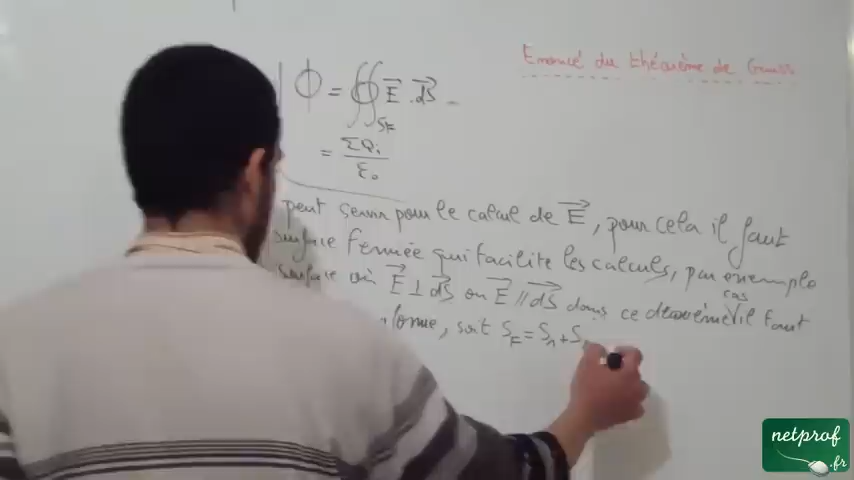 Enoncé du théorème de Gauss
Φ = ∯ E⃗ . dS⃗
SF
= ΣQi / ε₀
peut servir pour le calcul de E⃗, pour cela il faut
surface fermée qui facilite les calculs, par exemple
surface où E⃗ ⊥ dS⃗ ou E⃗ // dS⃗ dans ce deuxième cas il faut
soit SF = S₁ + S
netprof
.fr